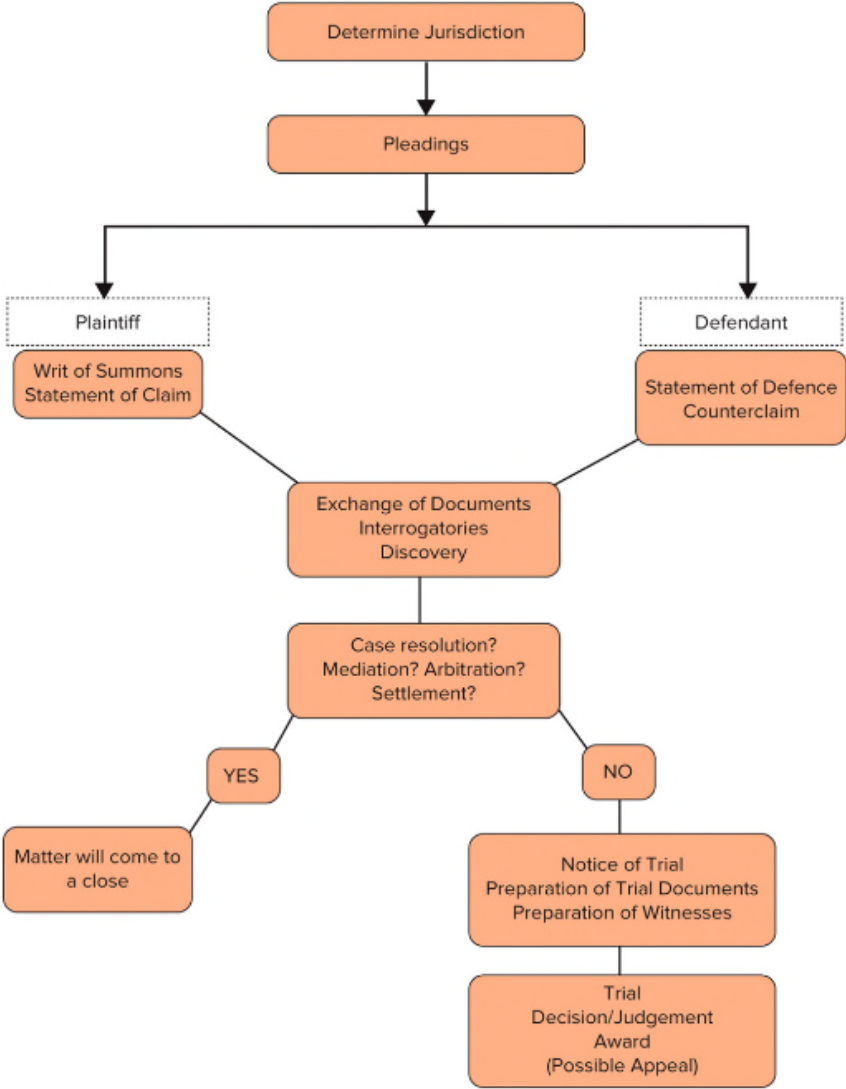 Determine Jurisdiction
Pleadings
Plaintiff
Writ of Summons
Statement of Claim
Defendant
Statement of Defence
Counterclaim
Exchange of Documents
Interrogatories
Discovery
Case resolution?
Mediation? Arbitration?
Settlement?
YES
Matter will come to
a close
NO
Notice of Trial
Preparation of Trial Documents
Preparation of Witnesses
Trial
Decision/Judgement
Award
(Possible Appeal)